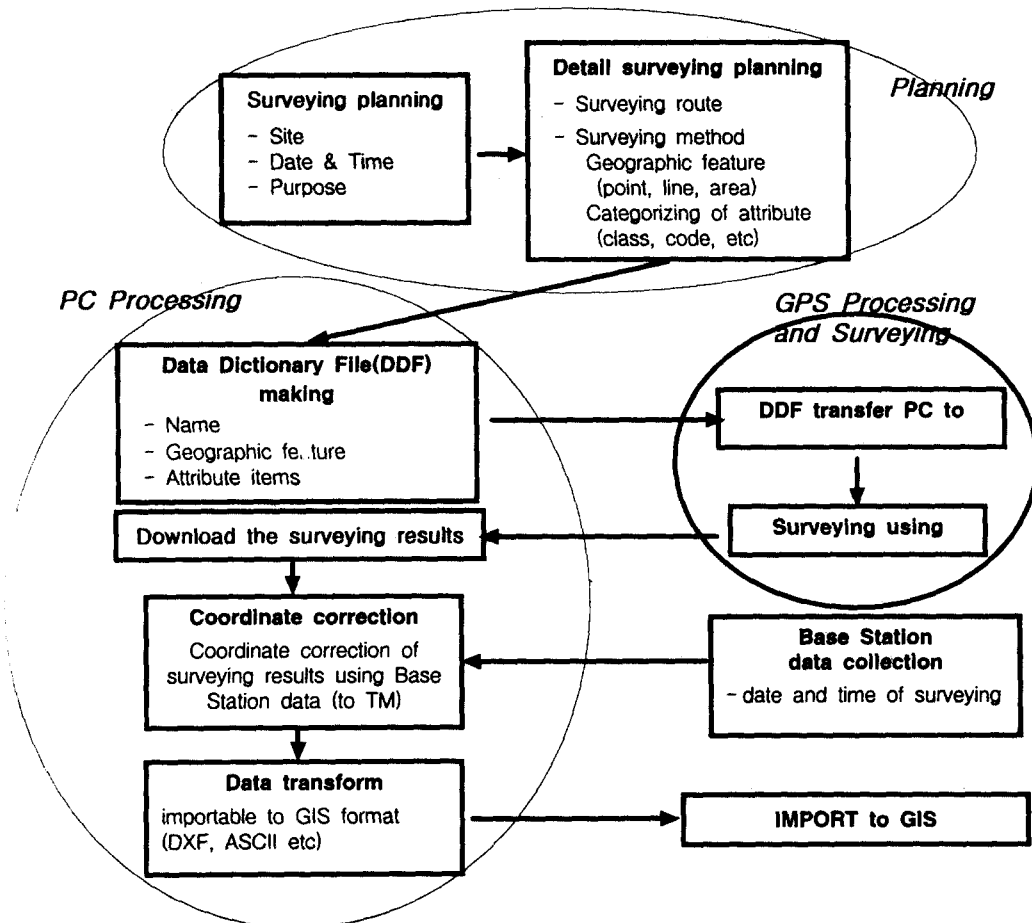 Planning
Surveying planning
- Site
- Date & Time
- Purpose
Detail surveying planning
- Surveying route
- Surveying method
Geographic feature
(point, line, area)
Categorizing of attribute
(class, code, etc)
PC Processing
GPS Processing
and Surveying
Data Dictionary File(DDF)
making
- Name
- Geographic
- Attribute items
DDF transfer PC to
Surveying using
Download the surveying results
Coordinate correction
Coordinate correction of
surveying results using Base
Station data (to TM)
Base Station
data collection
- date and time of surveying
Data transform
importable to GIS format
(DXF, ASCII etc)
IMPORT to GIS